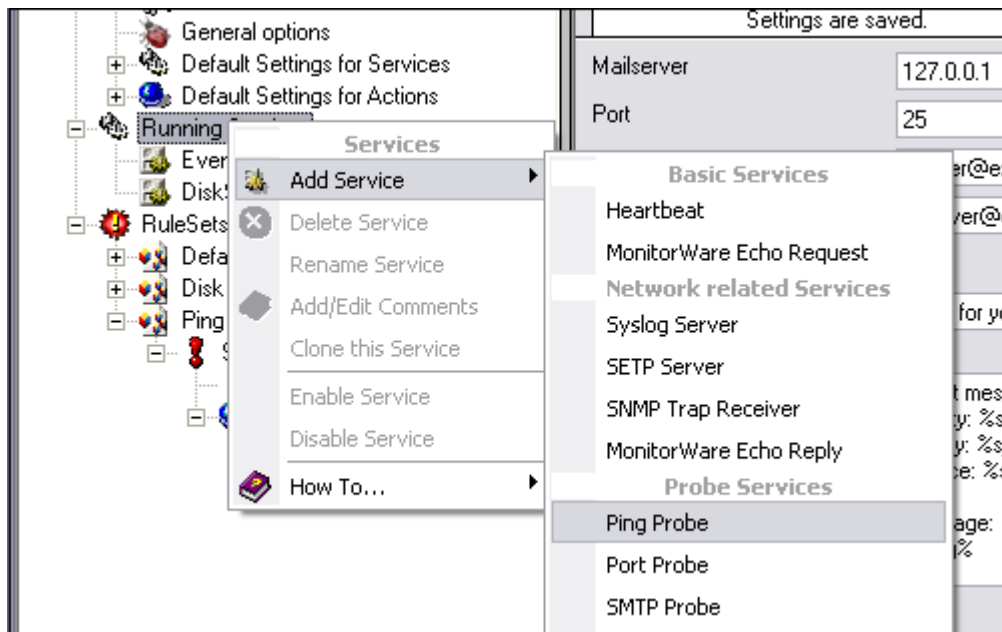 Settings are saved.
General options
Default Settings for Services
Default Settings for Actions
Running
RuleSets
Disk
Ping
Mailserver
127.0.0.1
Port
25
Services
Add Service
Delete Service
Rename Service
Add/Edit Comments
Clone this Service
Enable Service
Disable Service
How To...
Basic Services
Heartbeat
MonitorWare Echo Request
Network related Services
Syslog Server
SETP Server
SNMP Trap Receiver
MonitorWare Echo Reply
Probe Services
Ping Probe
Port Probe
SMTP Probe